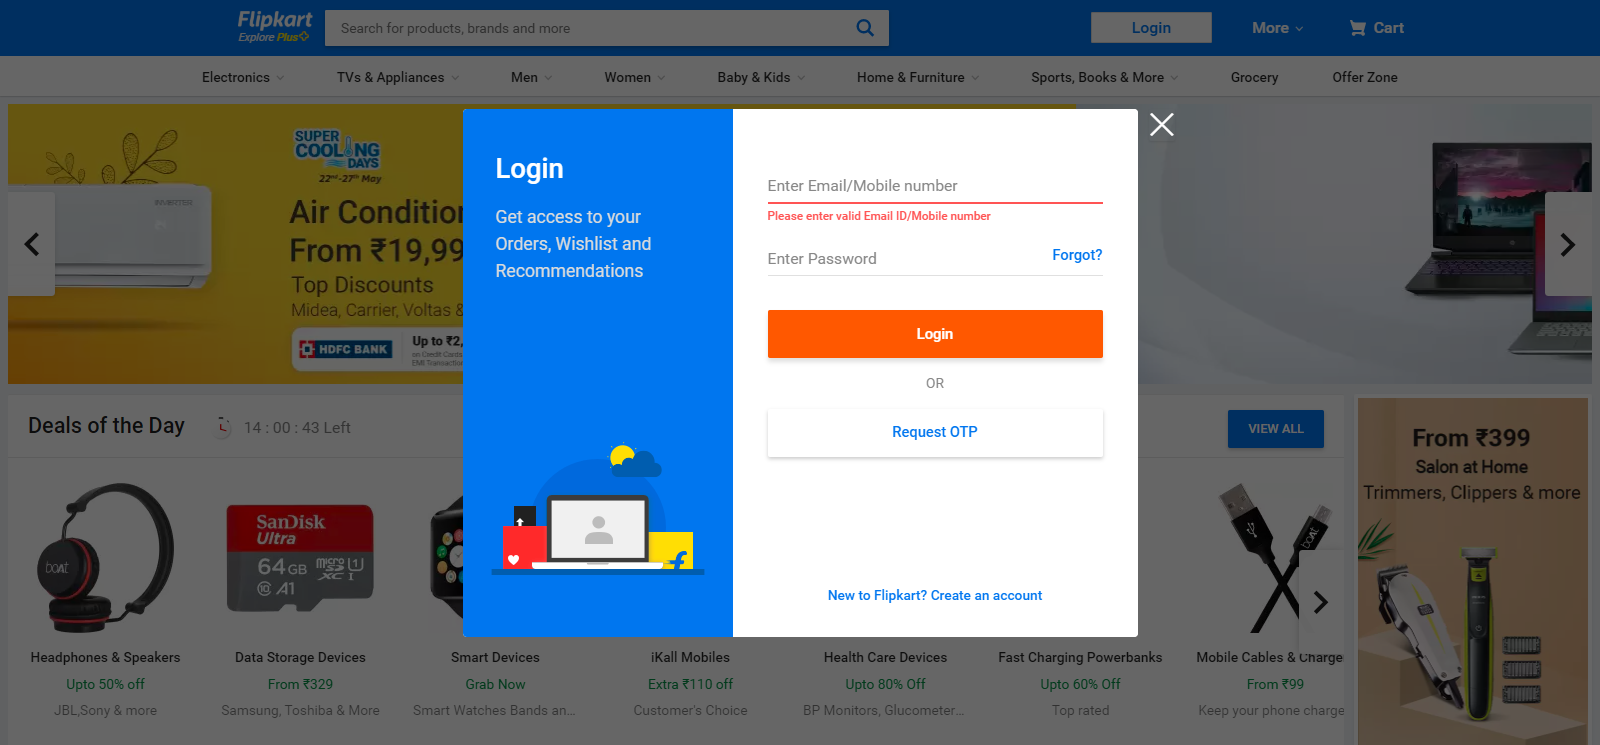 Flipkart
Explore Plus
Search for products, brands and more
Login
More
Cart
Electronics
TVs & Appliances
Men
Women
Baby & Kids
Home & Furniture
Sports, Books & More
Grocery
Offer Zone
SUPER
COOLING
DAYS
22nd-27th May
INVERTER
Air Condition
From ₹19,99
Top Discounts
Midea, Carrier, Voltas &
HDFC BANK
Up to ₹2,
on Credit Cards
EMI Transaction
Login
Get access to your
Orders, Wishlist and
Recommendations
Enter Email/Mobile number
Please enter valid Email ID/Mobile number
Enter Password
Forgot?
Login
OR
Request OTP
New to Flipkart? Create an account
Deals of the Day
14 : 00 : 43 Left
VIEW ALL
boAt
SanDisk
Ultra
64GB
microSD
XC I
U1
10 A1
boAt
Headphones & Speakers
Upto 50% off
JBL,Sony & more
Data Storage Devices
From ₹329
Samsung, Toshiba & More
Smart Devices
Grab Now
Smart Watches Bands an...
iKall Mobiles
Extra ₹110 off
Customer's Choice
Health Care Devices
Upto 80% Off
BP Monitors, Glucometer...
Fast Charging Powerbanks
Upto 60% Off
Top rated
Mobile Cables & Charge
From ₹99
Keep your phone charge
From ₹399
Salon at Home
Trimmers, Clippers & more